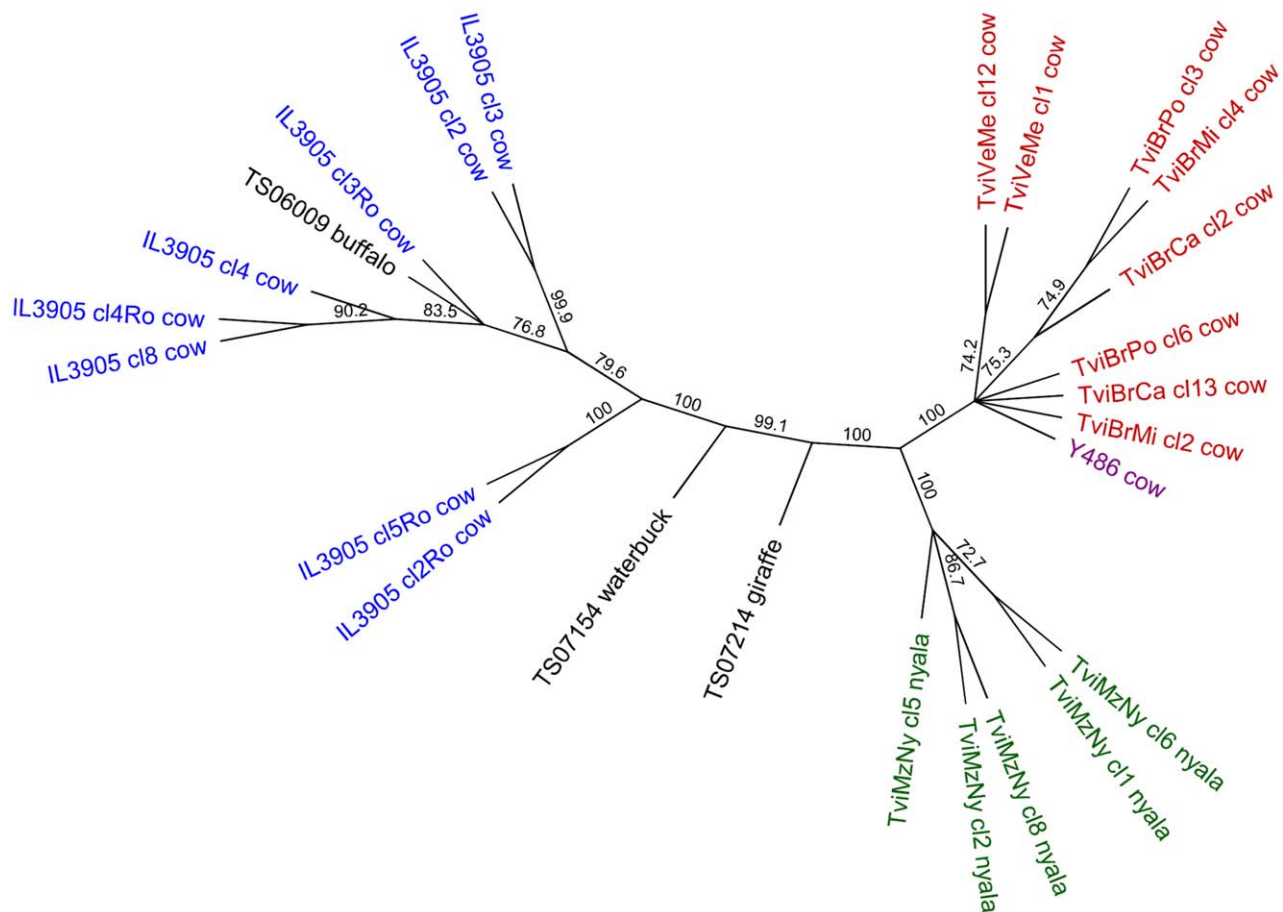 IL3905 cl3 cow
IL3905 cl2 cow
IL3905 cl3Ro cow
TS06009 buffalo
IL3905 cl4 cow
IL3905 cl4Ro cow
IL3905 cl8 cow
90.2
83.5
76.8
99.9
79.6
100
IL3905 cl5Ro cow
IL3905 cl2Ro cow
100
99.1
100
TS07154 waterbuck
TS07214 giraffe
TviVeMe cl12 cow
TviVeMe cl1 cow
TviBrPo cl3 cow
TviBrMi cl4 cow
TviBrCa cl2 cow
74.9
74.2
75.3
TviBrPo cl6 cow
TviBrCa cl13 cow
TviBrMi cl2 cow
Y486 cow
100
100
72.7
86.7
TviMzNy cl5 nyala
TviMzNy cl2 nyala
TviMzNy cl8 nyala
TviMzNy cl1 nyala
TviMzNy cl6 nyala